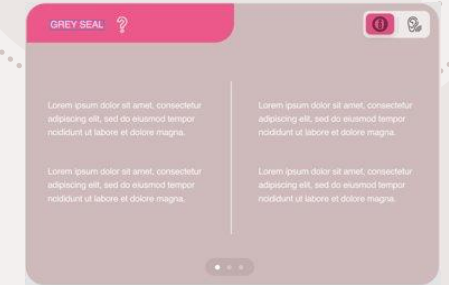 GREY SEAL ?
Lorem ipsum dolor sit amet, consectetur
adipiscing elit, sed do eiusmod tempor
ncididunt ut labore et dolore magna.
Lorem ipsum dolor sit amet, consectetur
adipiscing elit, sed do eiusmod tempor
ncididunt ut labore et dolore magna.
Lorem ipsum dolor sit amet, consectetur
adipiscing elit, sed do eiusmod tempor
ncididunt ut labore et dolore magna.
Lorem ipsum dolor sit amet, consectetur
adipiscing elit, sed do eiusmod tempor
ncididunt ut labore et dolore magna.